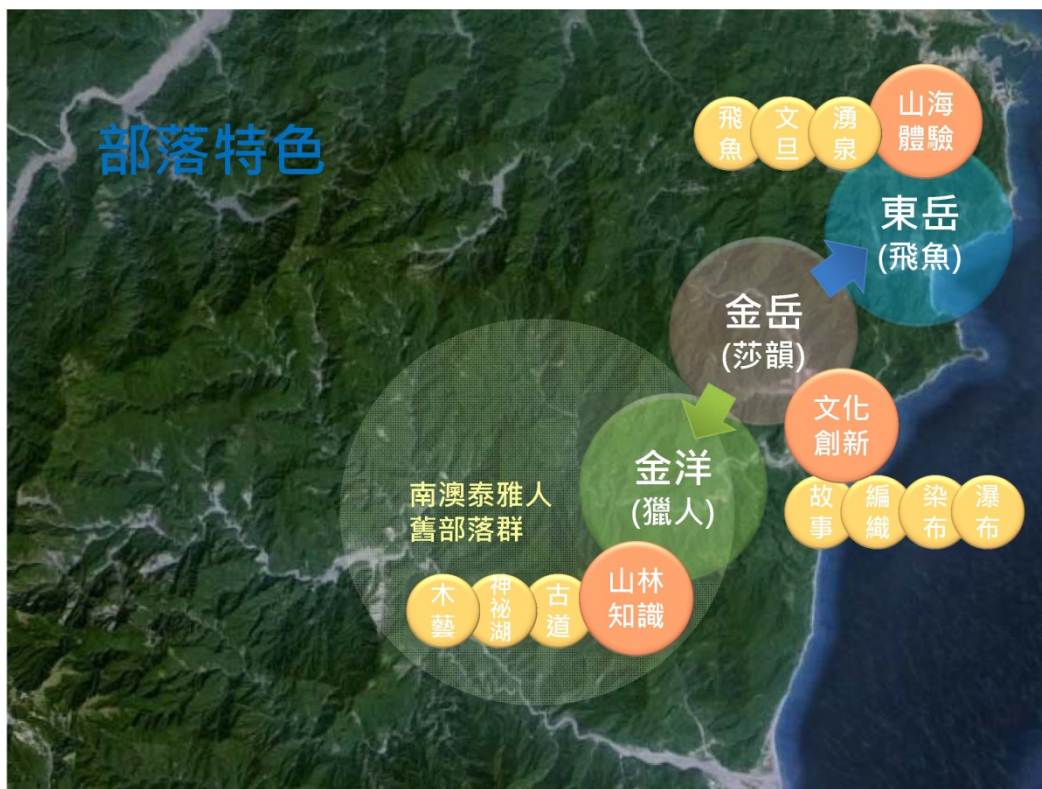 部落特色
飛
魚
文
旦
湧
泉
山海
體驗
東岳
(飛魚)
金岳
(莎韻)
文化
創新
故
事
編
織
染
布
瀑
布
金洋
(獵人)
南澳泰雅人
舊部落群
木
藝
神
祕
湖
古
道
山林
知識